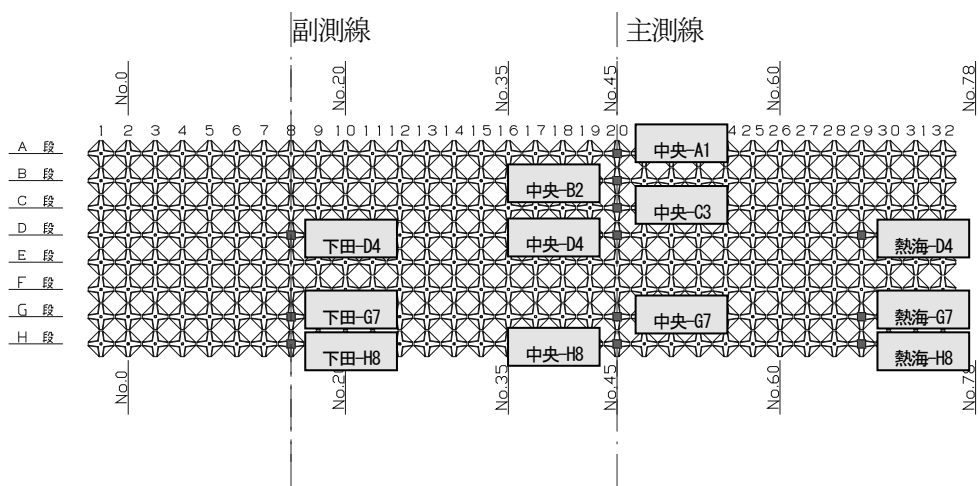 副測線 主測線
No.0 No.20 No.35 No.45 No.60 No.78
1 2 3 4 5 6 7 8 9 10 11 12 13 14 15 16 17 18 19 20 4 25 26 27 28 29 30 31 32
A 段 中央-A1
B 段 中央-B2
C 段 中央-C3
D 段 下田-D4 中央-D4 熱海-D4
E 段
F 段
G 段 下田-G7 中央-G7 熱海-G7
H 段 下田-H8 中央-H8 熱海-H8
No.0 No.20 No.35 No.45 No.60 No.78